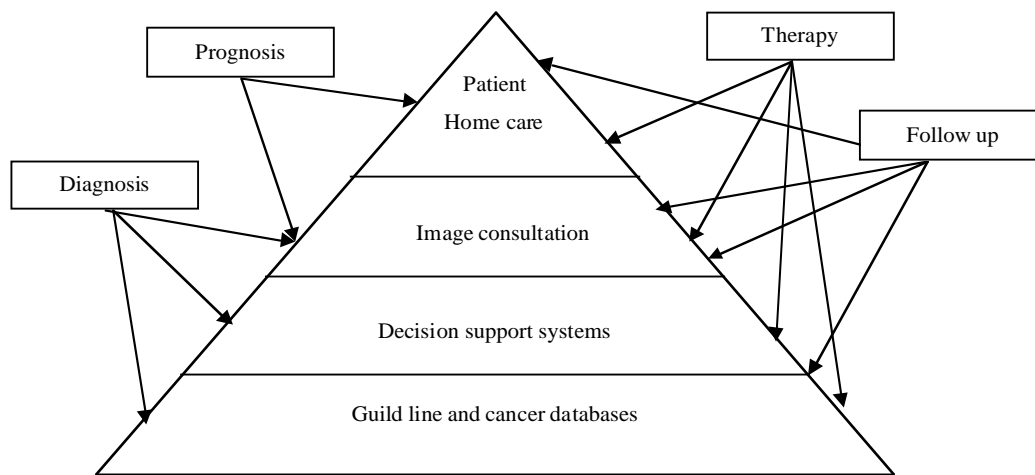 Prognosis
Therapy
Patient
Home care
Follow up
Diagnosis
Image consultation
Decision support systems
Guild line and cancer databases